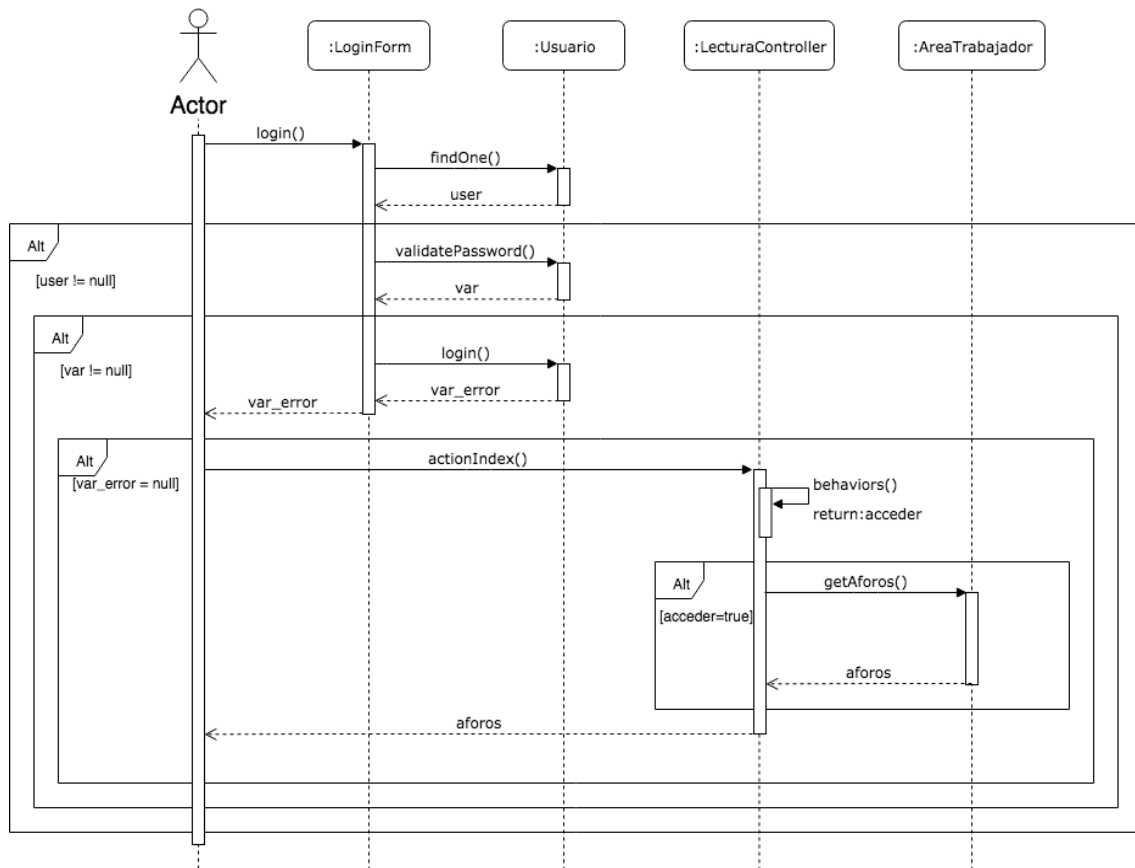 :LoginForm
:Usuario
:LecturaController
:AreaTrabajador
Actor
login()
findOne()
user
Alt
[user != null]
validatePassword()
var
Alt
[var != null]
login()
var_error
var_error
Alt
[var_error = null]
actionIndex()
behaviors()
return:acceder
Alt
[acceder=true]
getAforos()
aforos
aforos